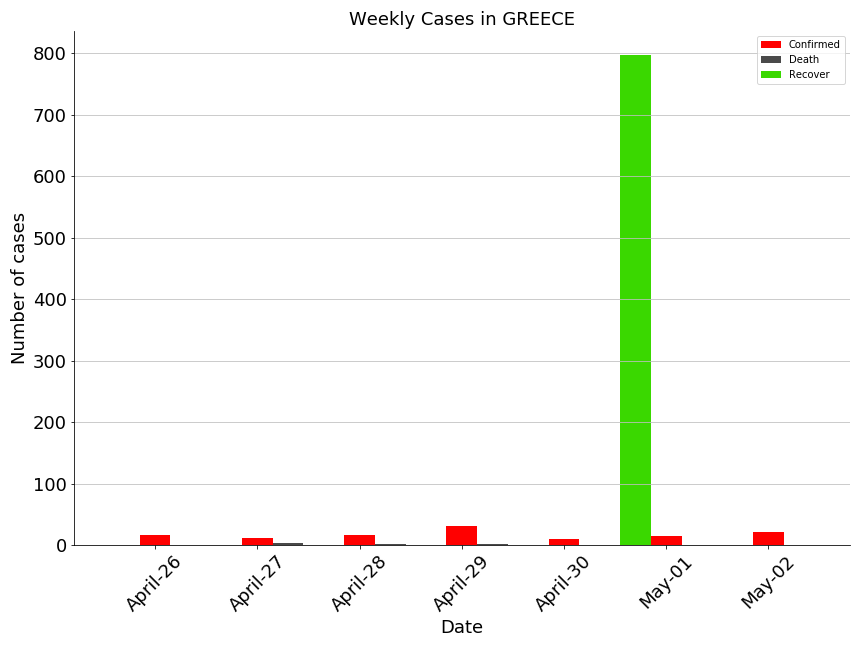 Weekly Cases in GREECE
Confirmed
Death
Recover
800
700
600
500
400
300
200
100
0
Number of cases
April-26
April-27
April-28
April-29
April-30
May-01
May-02
Date